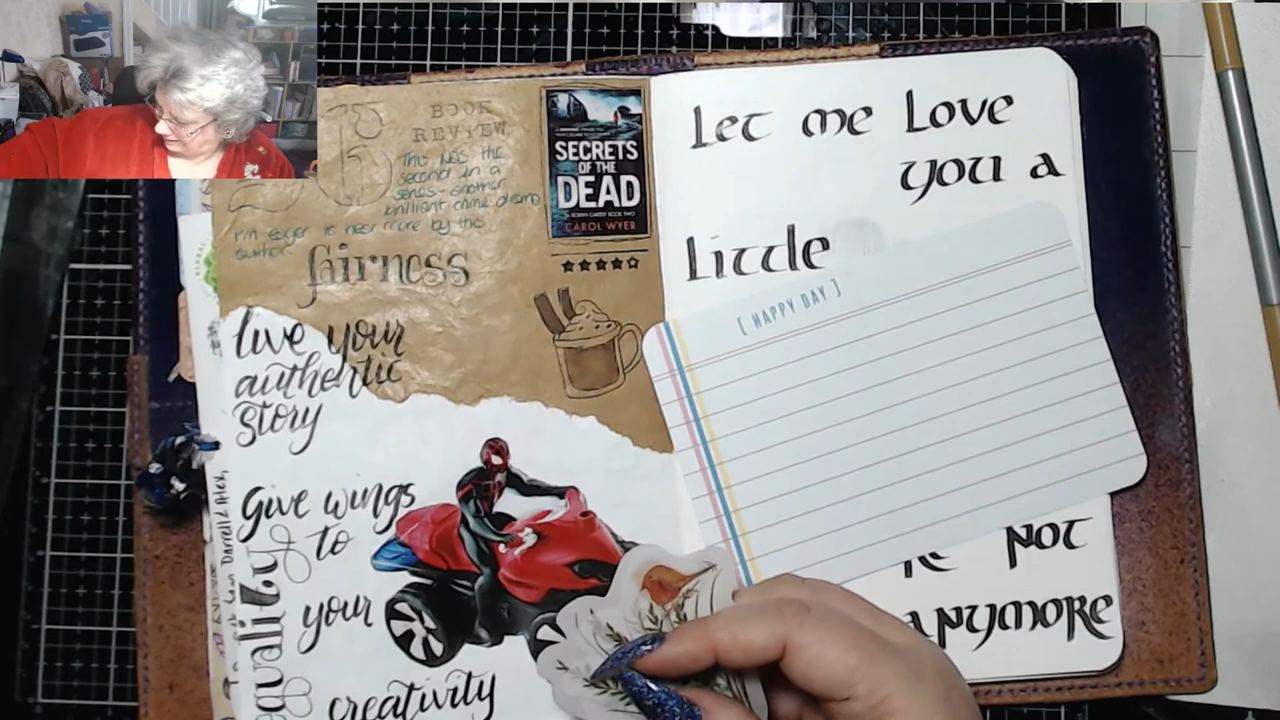 BOOK
REVIEW
This was the
second in a
series - another
brilliant crime drama
I'm eager to hear more by this
author.
SECRETS
OF THE
DEAD
CAROL WYER
fairness
live your
authentic
story
give wings
to
your
creativity
equality
Let me Love
you a
Little
[ HAPPY DAY ]
NOT
ANYMORE